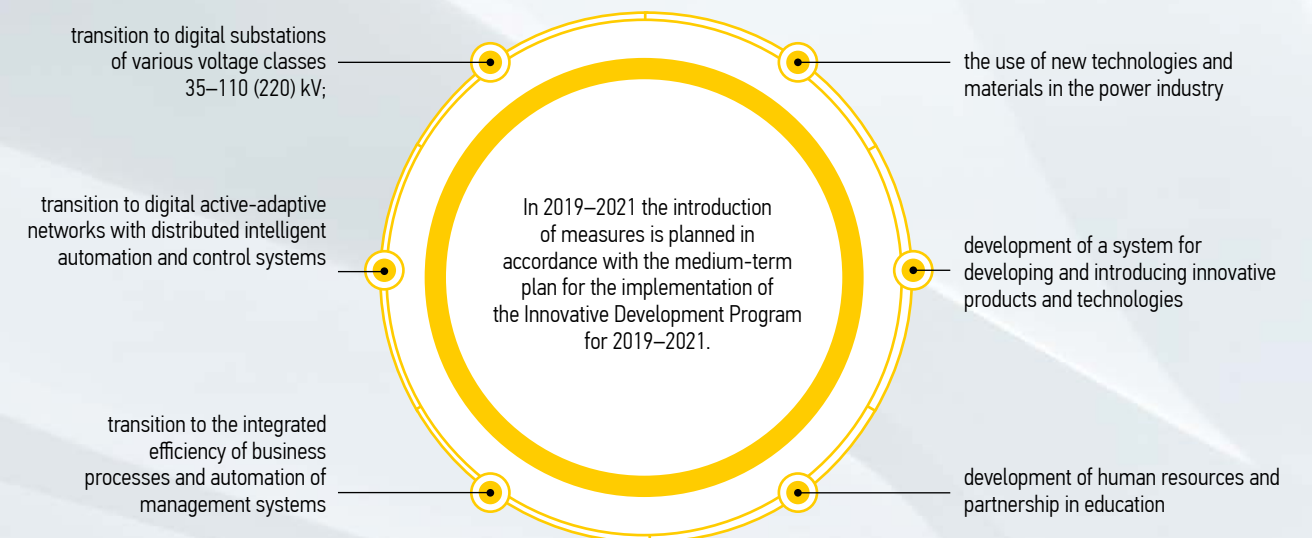 transition to digital substations
of various voltage classes
35–110 (220) kV;
transition to digital active-adaptive
networks with distributed intelligent
automation and control systems
transition to the integrated
efficiency of business
processes and automation of
management systems
In 2019–2021 the introduction
of measures is planned in
accordance with the medium-term
plan for the implementation of
the Innovative Development Program
for 2019–2021.
the use of new technologies and
materials in the power industry
development of a system for
developing and introducing innovative
products and technologies
development of human resources and
partnership in education